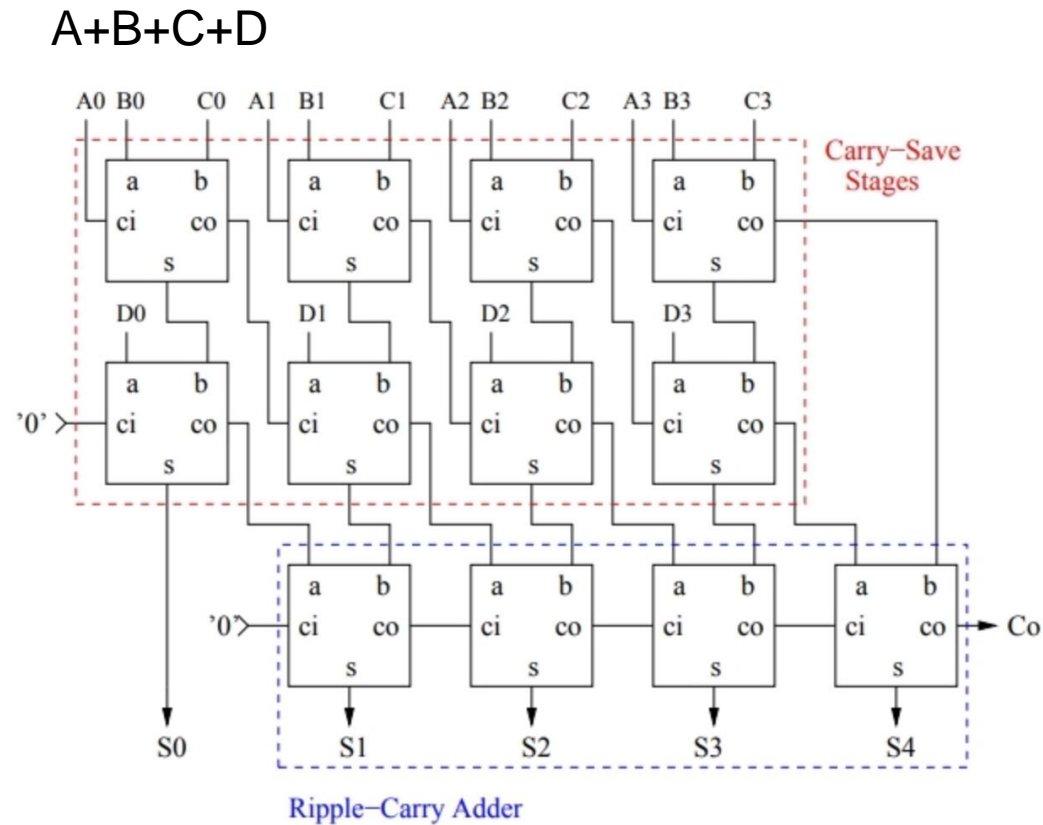 A+B+C+D
A0 B0 C0 A1 B1 C1 A2 B2 C2 A3 B3 C3
Carry−Save
Stages
a b a b a b a b
ci co ci co ci co ci co
s s s s
D0 D1 D2 D3
a b a b a b a b
'0' ci co ci co ci co ci co
s s s s
a b a b a b a b
'0' ci co ci co ci co ci co Co
s s s s
S0 S1 S2 S3 S4
Ripple−Carry Adder